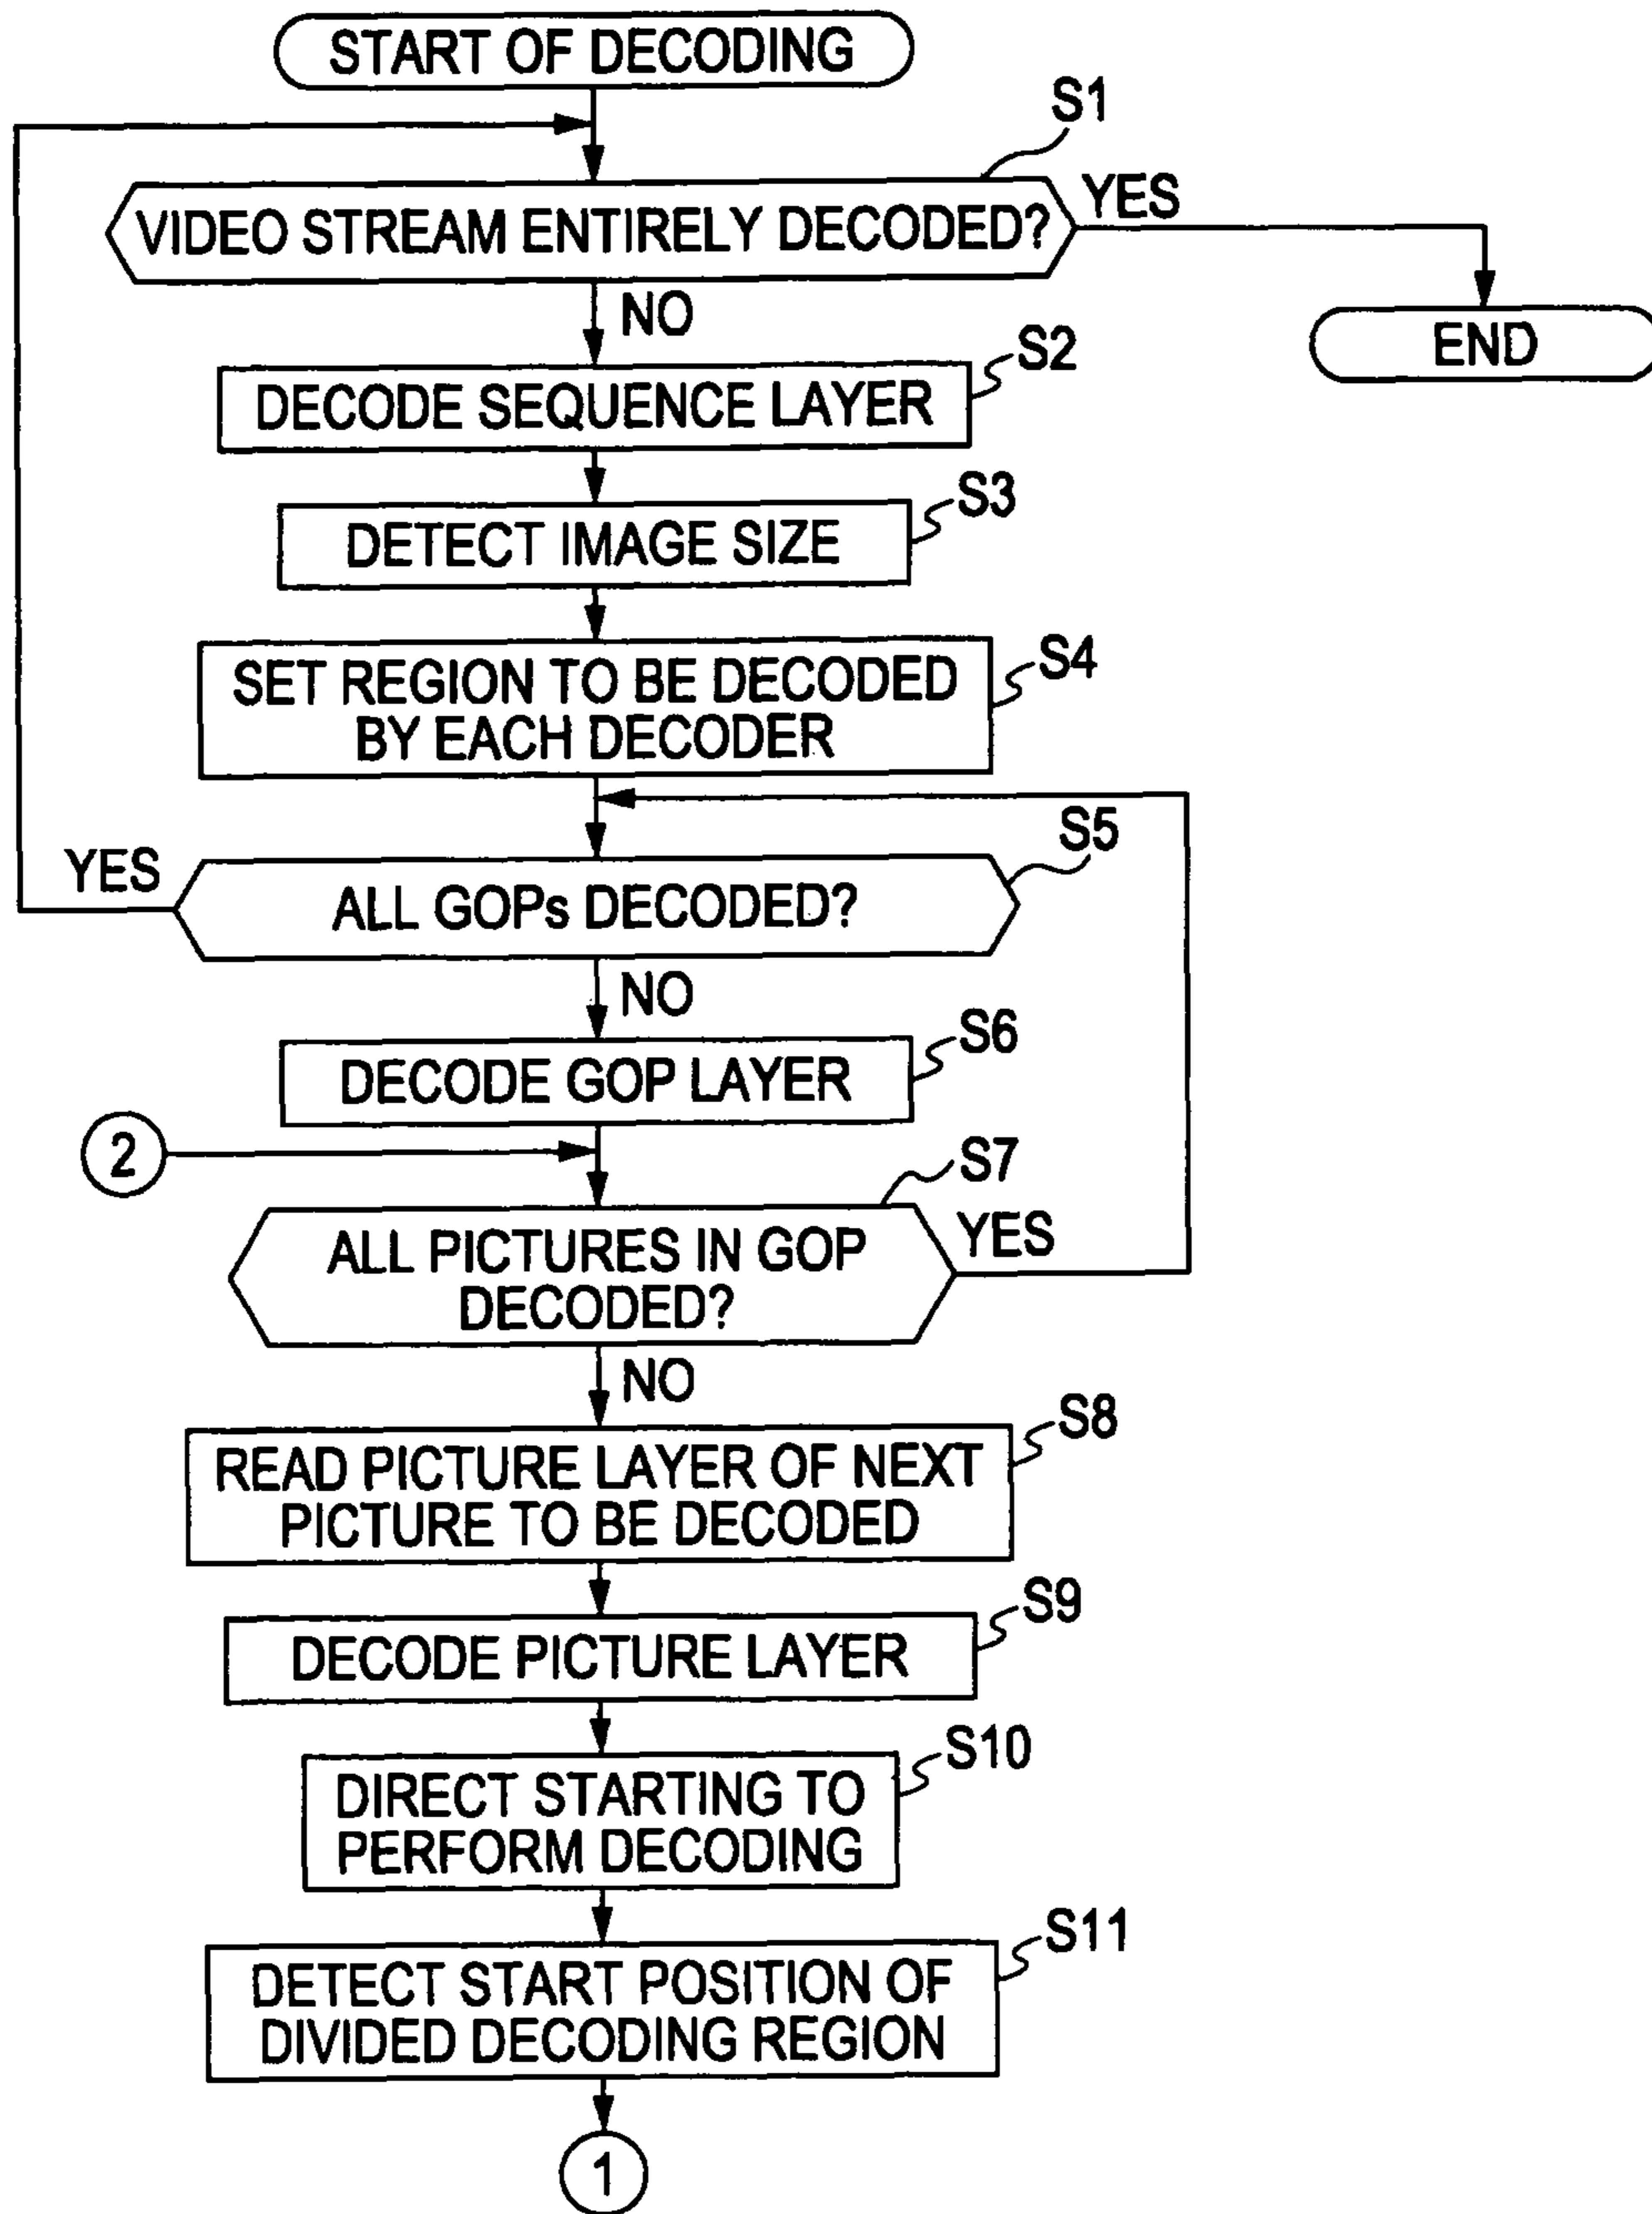 START OF DECODING
S1
VIDEO STREAM ENTIRELY DECODED?
YES
END
NO
S2
DECODE SEQUENCE LAYER
S3
DETECT IMAGE SIZE
S4
SET REGION TO BE DECODED
BY EACH DECODER
S5
YES
ALL GOPs DECODED?
NO
S6
DECODE GOP LAYER
2
S7
ALL PICTURES IN GOP
DECODED?
YES
NO
S8
READ PICTURE LAYER OF NEXT
PICTURE TO BE DECODED
S9
DECODE PICTURE LAYER
S10
DIRECT STARTING TO
PERFORM DECODING
S11
DETECT START POSITION OF
DIVIDED DECODING REGION
1